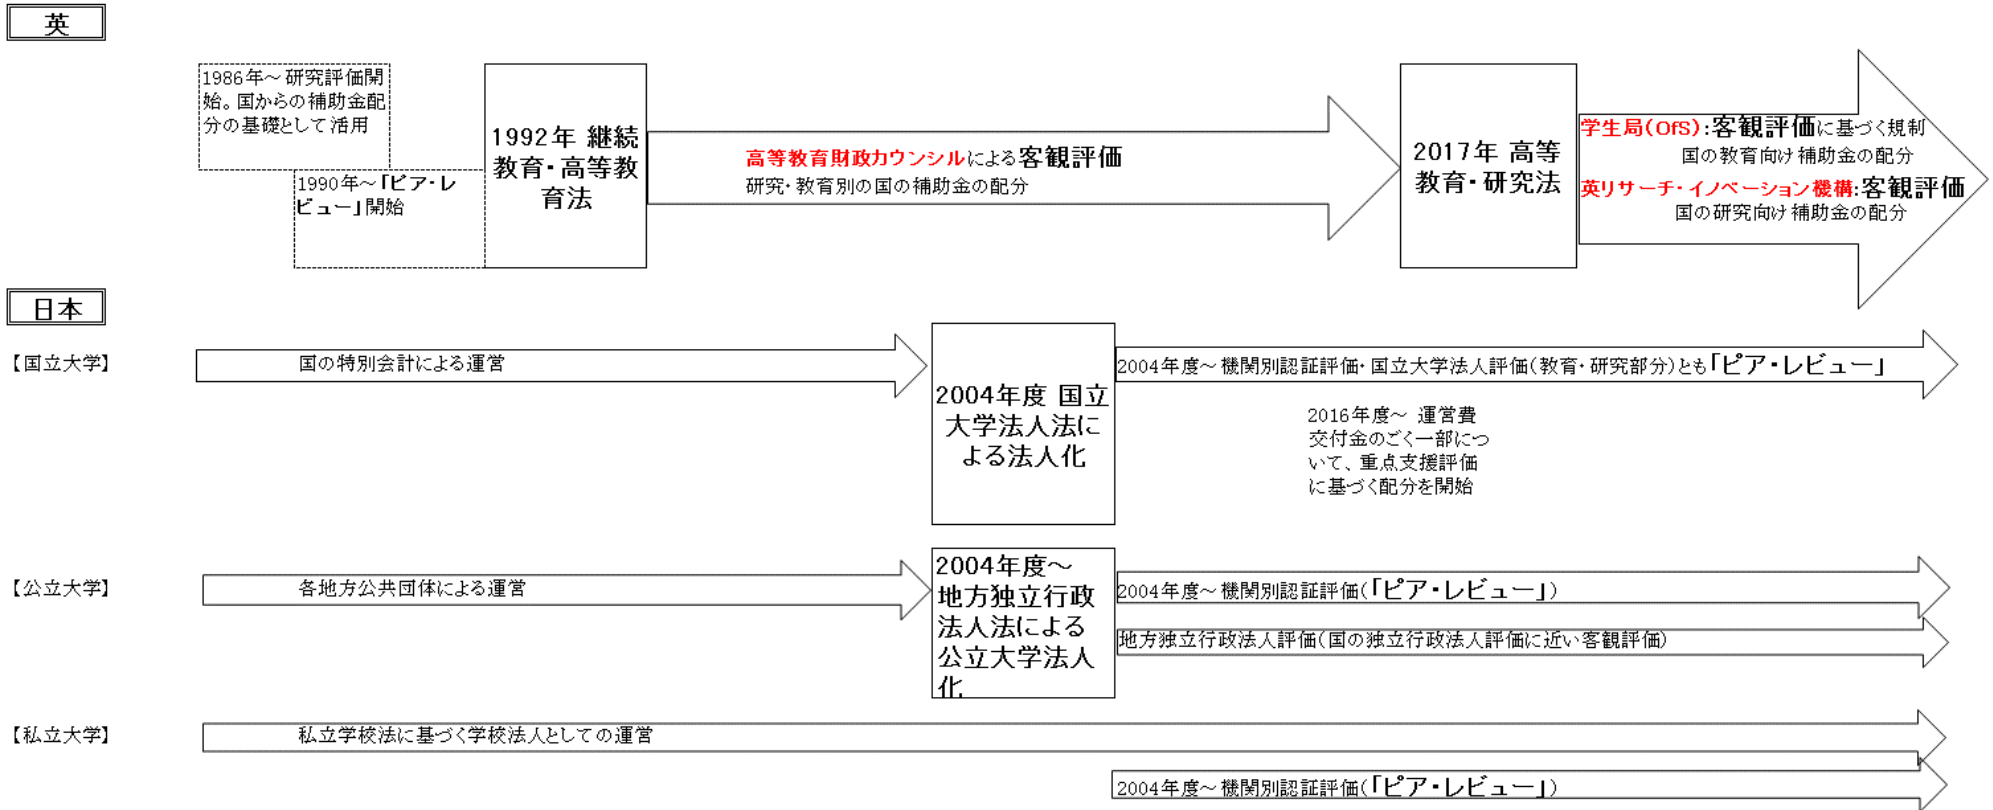 英
1986年～研究評価開
始。国からの補助金配
分の基礎として活用
1990年～「ピア・レ
ビュー」開始
1992年 継続
教育・高等教
育法
高等教育財政カウンシルによる客観評価
研究・教育別の国の補助金の配分
2017年 高等
教育・研究法
学生局(OfS):客観評価に基づく規制
国の教育向け補助金の配分
英リサーチ・イノベーション機構:客観評価
国の研究向け補助金の配分
日本
【国立大学】
国の特別会計による運営
2004年度 国立
大学法人法に
よる法人化
2004年度～機関別認証評価・国立大学法人評価(教育・研究部分)とも「ピア・レビュー」
2016年度～ 運営費
交付金のごく一部につ
いて、重点支援評価
に基づく配分を開始
【公立大学】
各地方公共団体による運営
2004年度～
地方独立行政
法人法による
公立大学法人
化
2004年度～機関別認証評価(「ピア・レビュー」)
地方独立行政法人評価(国の独立行政法人評価に近い客観評価)
【私立大学】
私立学校法に基づく学校法人としての運営
2004年度～機関別認証評価(「ピア・レビュー」)